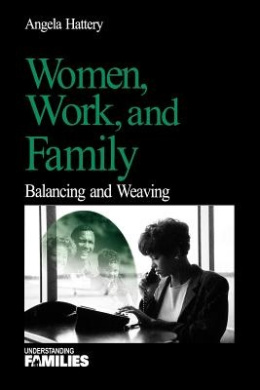 Angela Hattery
Women,
Work, and
Family
Balancing and Weaving
UNDERSTANDING
FAMILIES